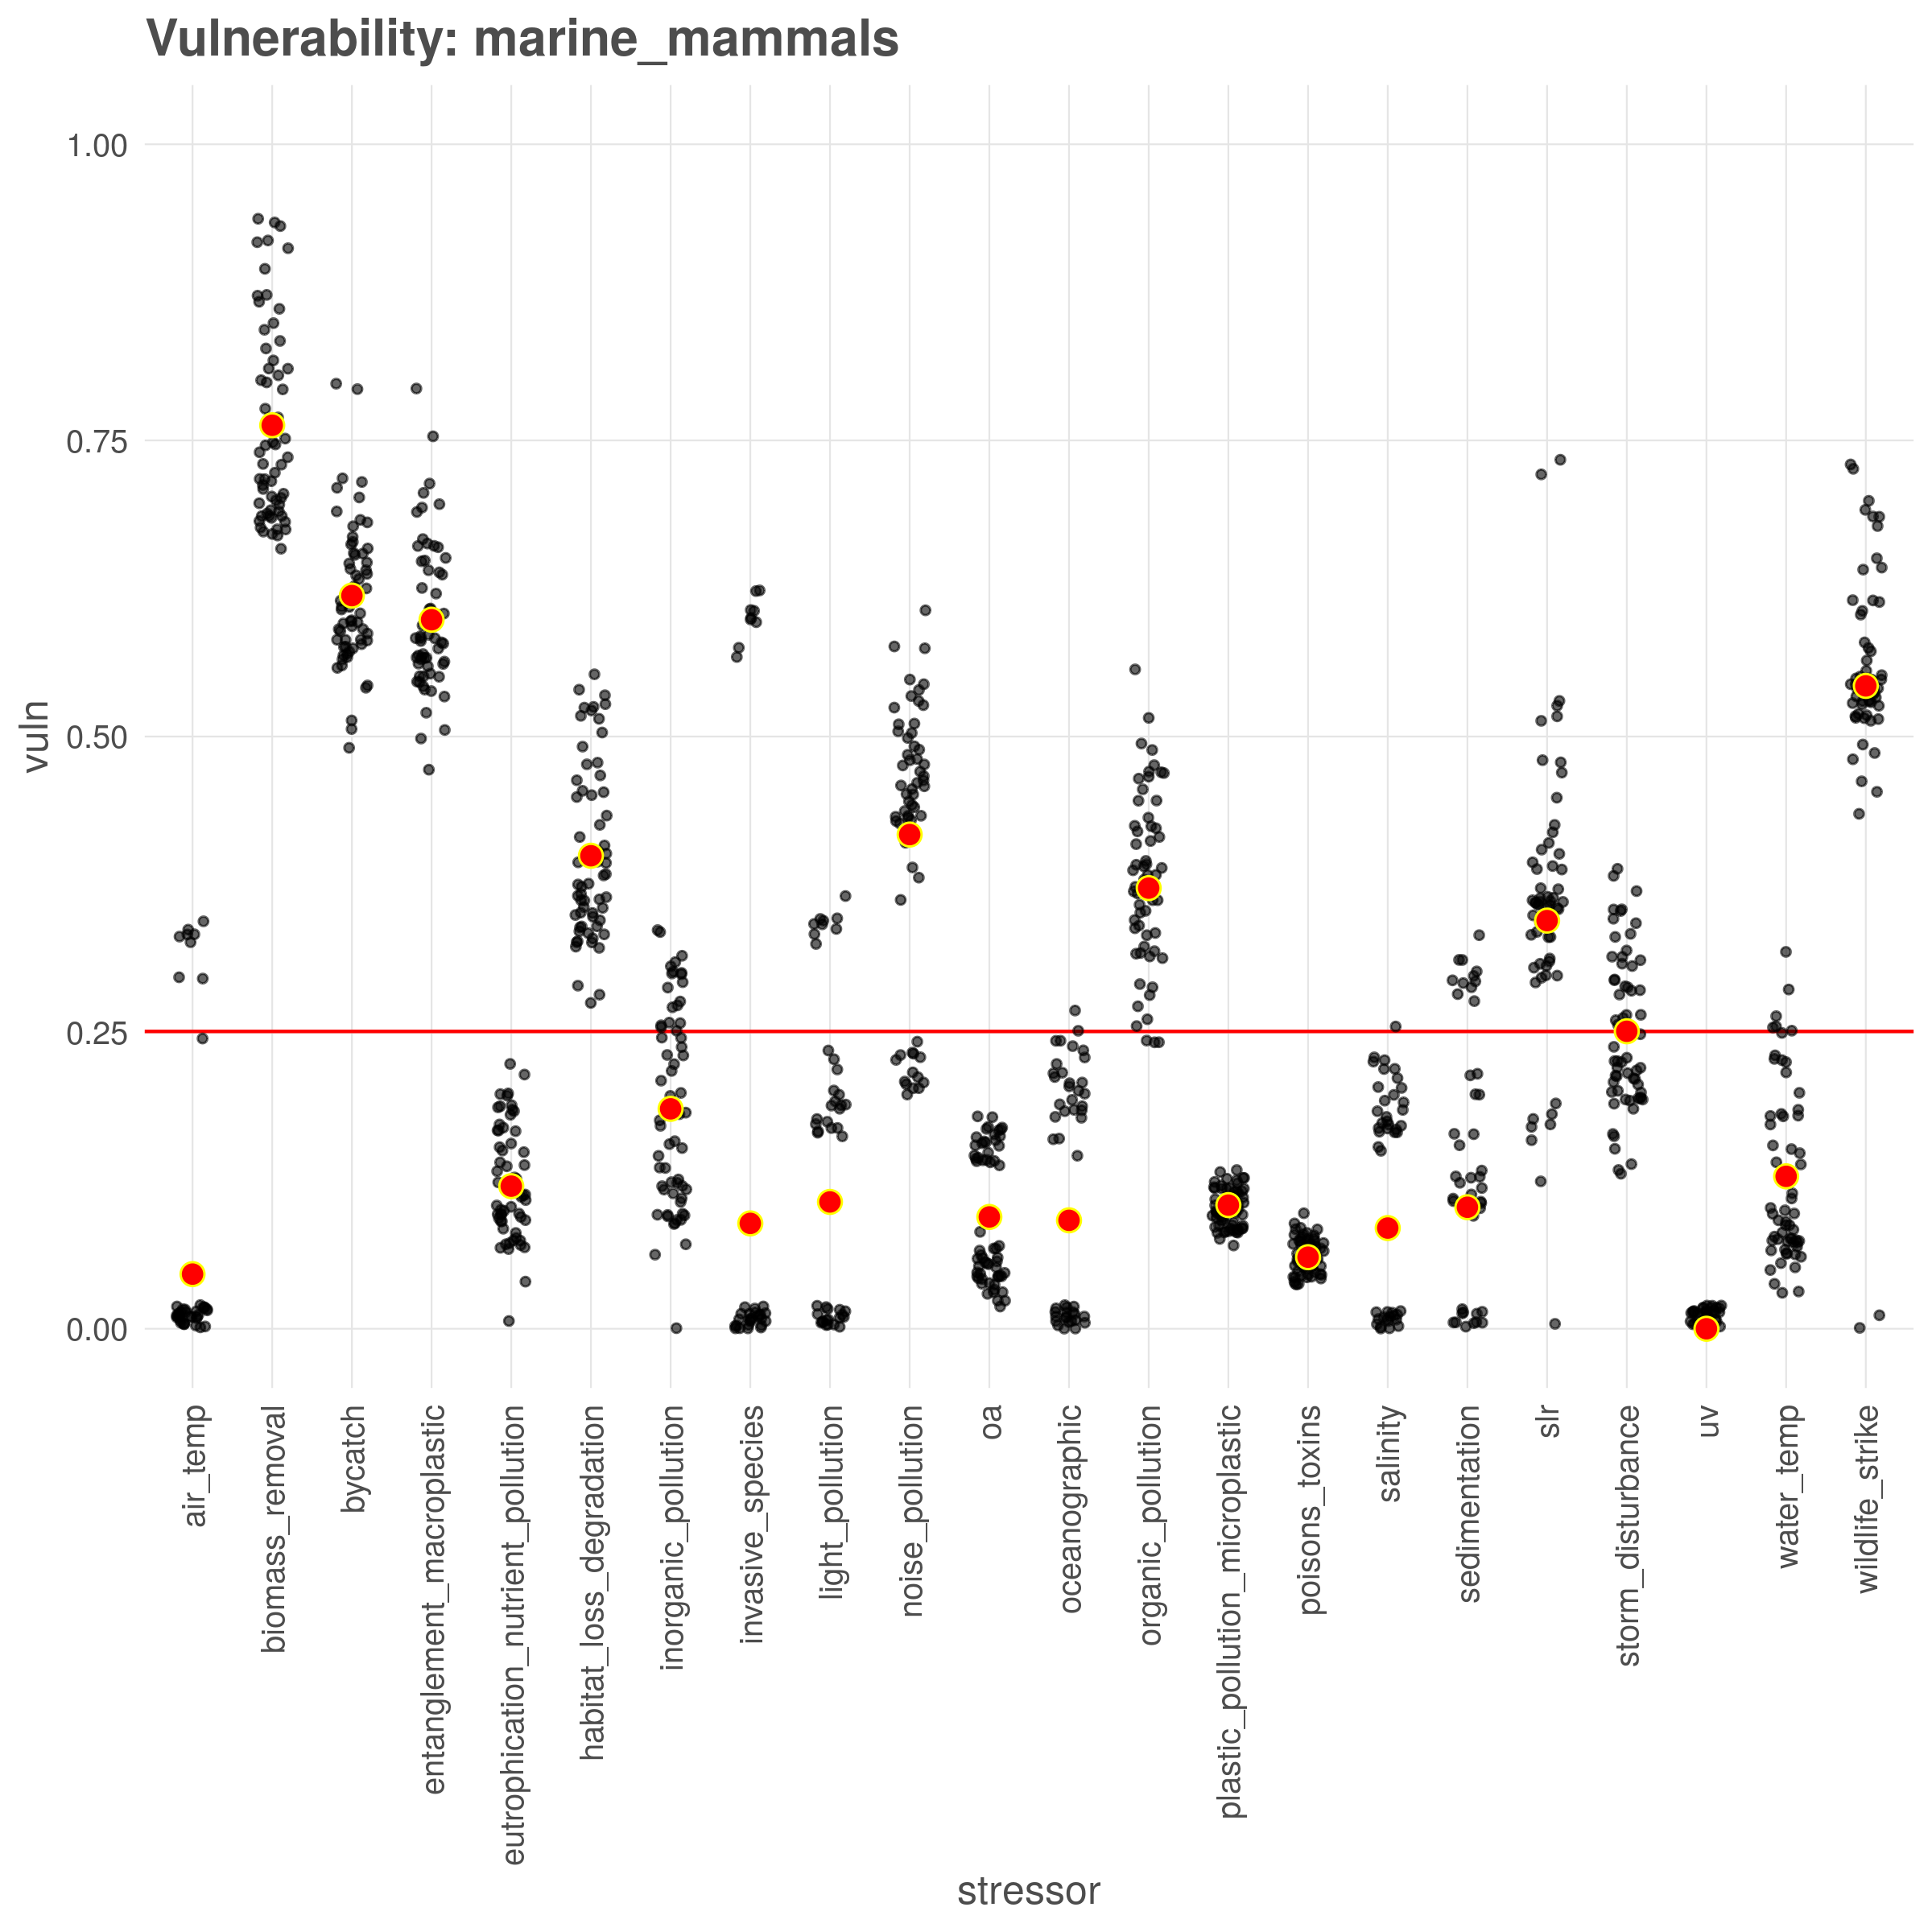 Vulnerability: marine_mammals
1.00
0.75
0.50
0.25
0.00
vuln
air_temp
biomass_removal
bycatch
entanglement_macroplastic
eutrophication_nutrient_pollution
habitat_loss_degradation
inorganic_pollution
invasive_species
light_pollution
noise_pollution
oa
oceanographic
organic_pollution
plastic_pollution_microplastic
poisons_toxins
salinity
sedimentation
slr
storm_disturbance
uv
water_temp
wildlife_strike
stressor